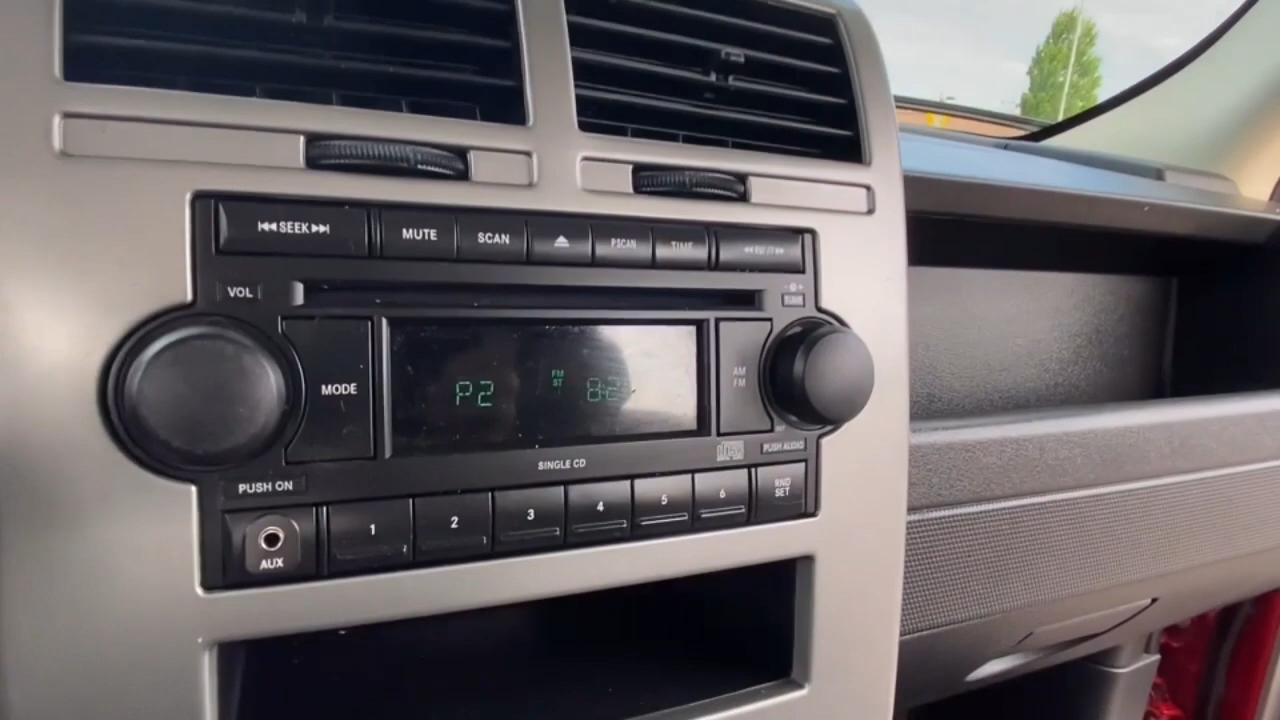 SEEK
MUTE
SCAN
PSCAN
TIME
VOL
MODE
P2
FM
ST
AM
FM
SINGLE CD
PUSH AUDIO
PUSH ON
AUX
1
2
3
4
5
6
RND
SET